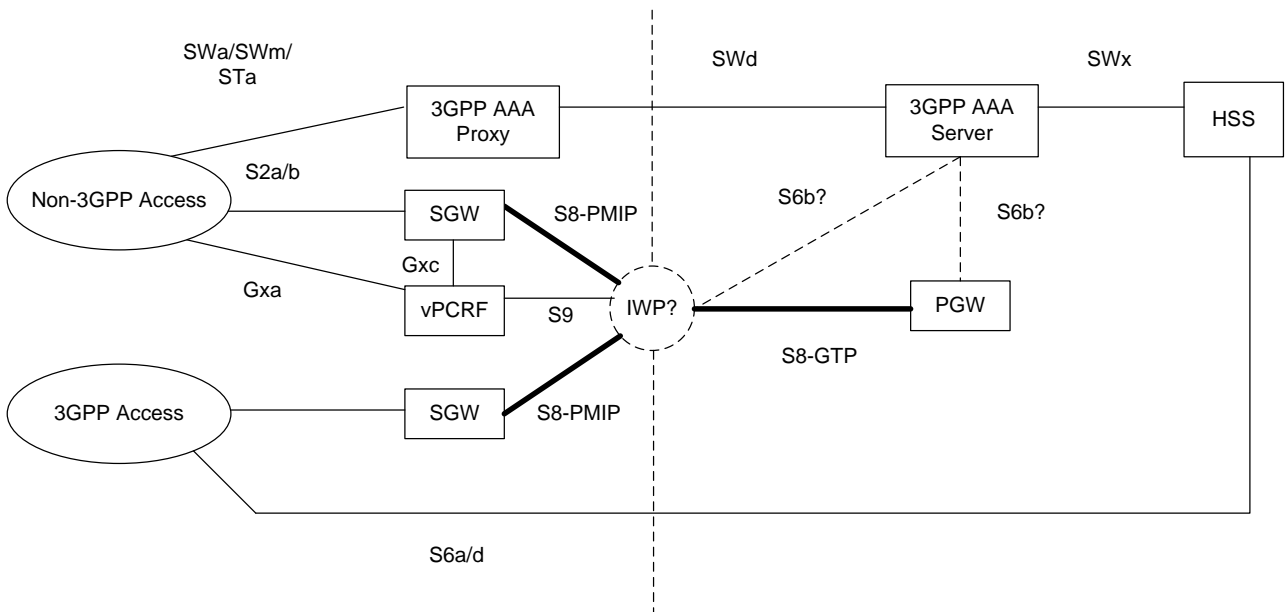 SWa/SWm/
STa
SWd
SWx
3GPP AAA
Proxy
3GPP AAA
Server
HSS
S2a/b
Non-3GPP Access
SGW
S8-PMIP
S6b?
S6b?
Gxc
Gxa
vPCRF
S9
IWP?
PGW
S8-GTP
3GPP Access
SGW
S8-PMIP
S6a/d